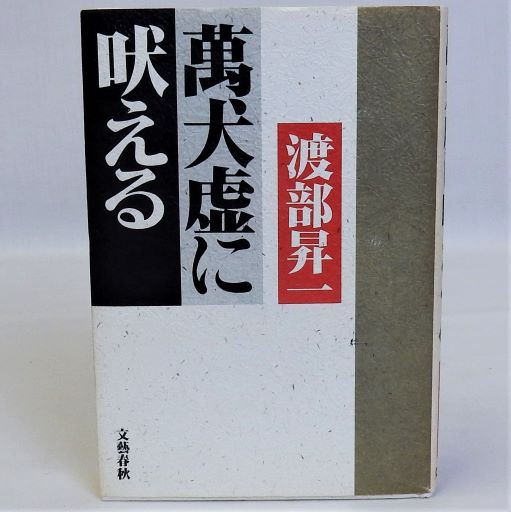 渡部昇一
萬犬虚に
吠える
文藝春秋